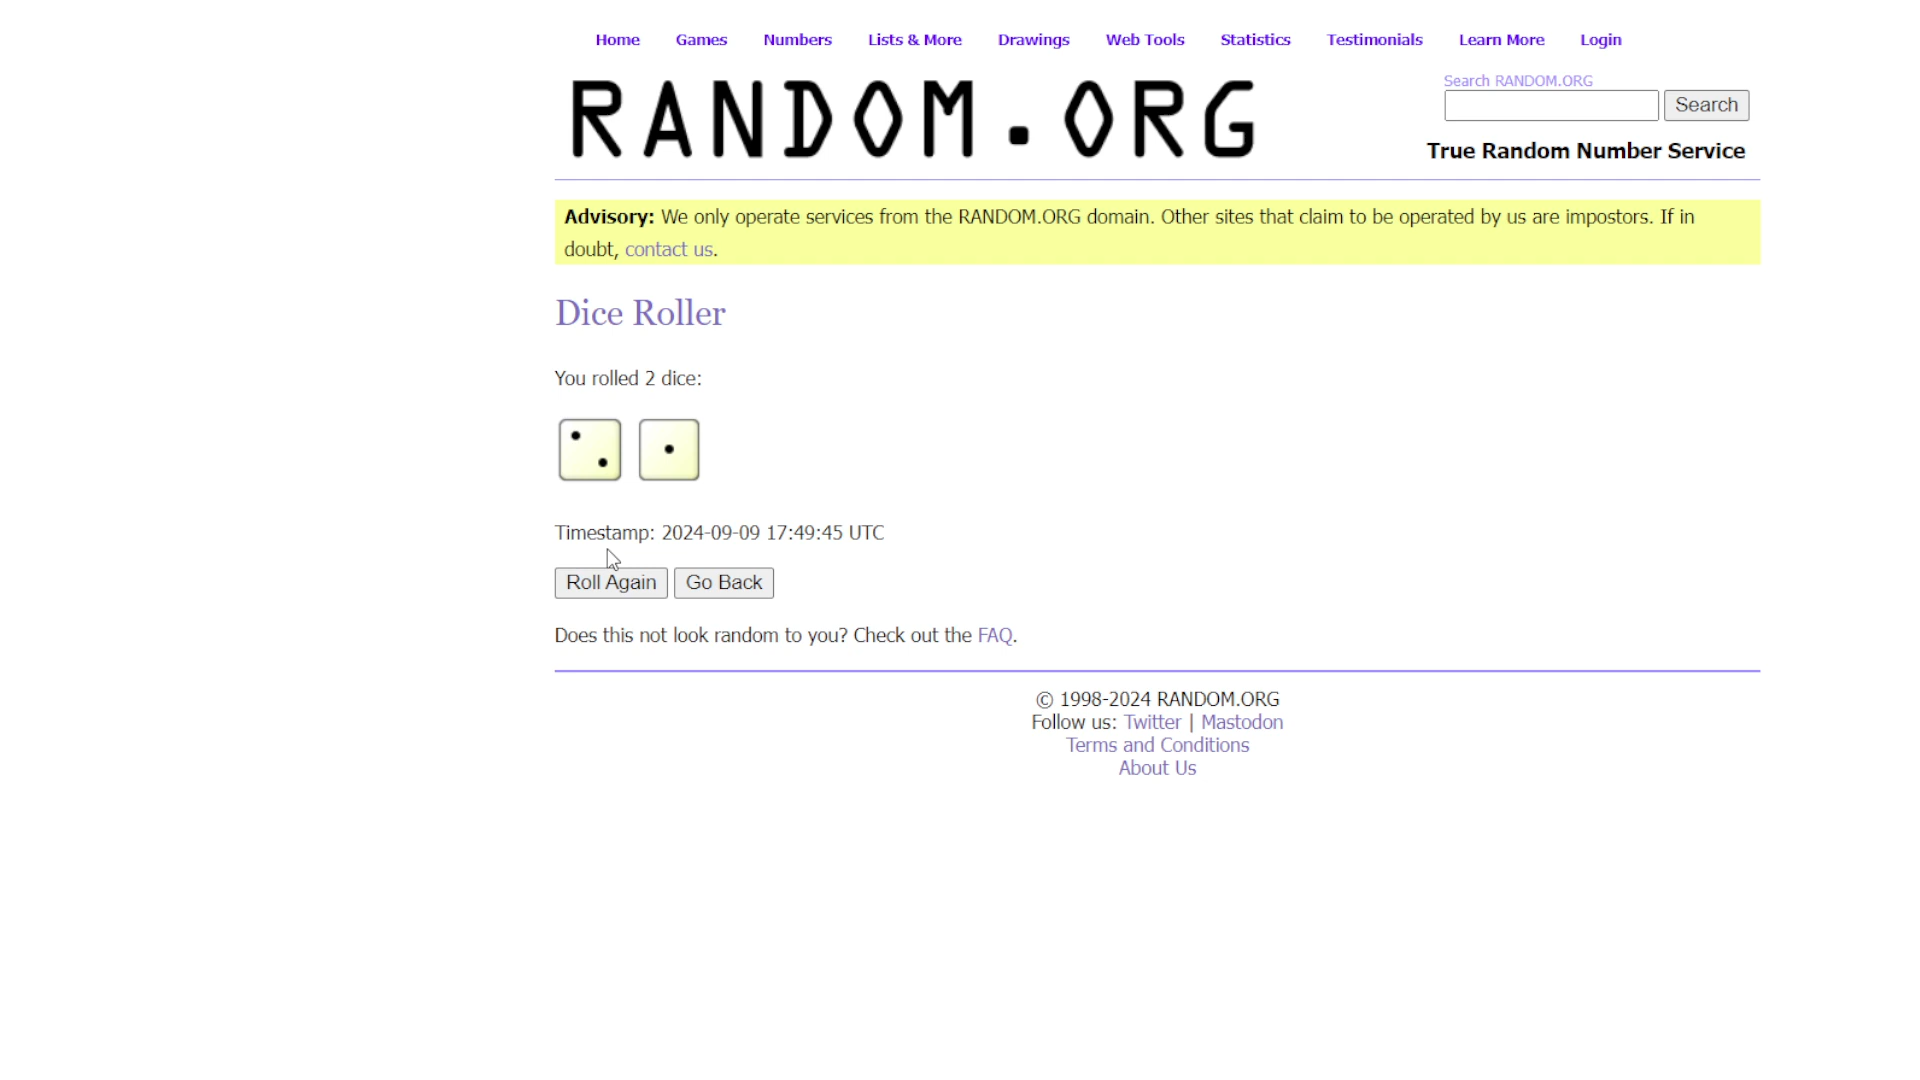 Home Games Numbers Lists & More Drawings Web Tools Statistics Testimonials Learn More Login
RANDOM.ORG
Search RANDOM.ORG
Search
True Random Number Service
Advisory: We only operate services from the RANDOM.ORG domain. Other sites that claim to be operated by us are impostors. If in
doubt, contact us.
Dice Roller
You rolled 2 dice:
Timestamp: 2024-09-09 17:49:45 UTC
Roll Again Go Back
Does this not look random to you? Check out the FAQ.
© 1998-2024 RANDOM.ORG
Follow us: Twitter | Mastodon
Terms and Conditions
About Us